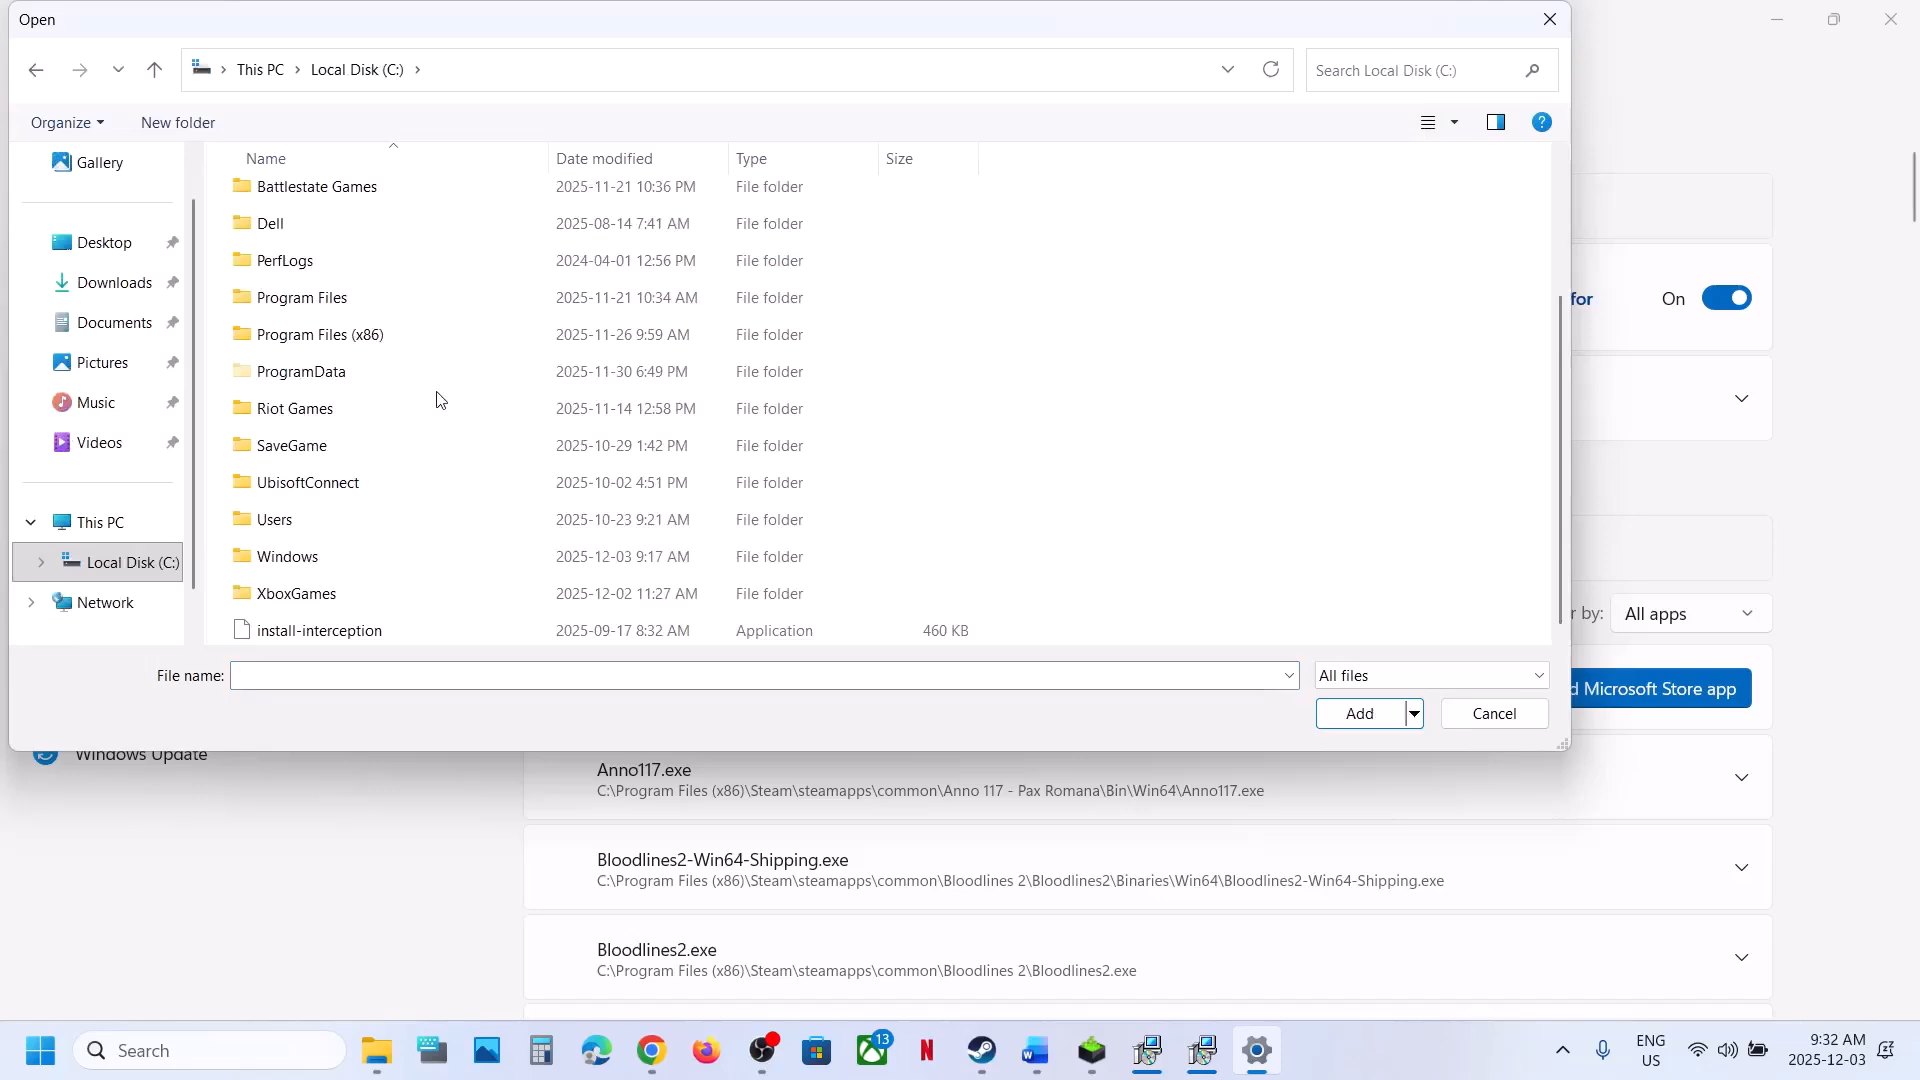 Open
This PC
Local Disk (C:)
Search Local Disk (C:)
Organize
New folder
Gallery
Desktop
Downloads
Documents
Pictures
Music
Videos
This PC
Local Disk (C:)
Network
Name
Date modified
Type
Size
Battlestate Games 2025-11-21 10:36 PM File folder
Dell 2025-08-14 7:41 AM File folder
PerfLogs 2024-04-01 12:56 PM File folder
Program Files 2025-11-21 10:34 AM File folder
Program Files (x86) 2025-11-26 9:59 AM File folder
ProgramData 2025-11-30 6:49 PM File folder
Riot Games 2025-11-14 12:58 PM File folder
SaveGame 2025-10-29 1:42 PM File folder
UbisoftConnect 2025-10-02 4:51 PM File folder
Users 2025-10-23 9:21 AM File folder
Windows 2025-12-03 9:17 AM File folder
XboxGames 2025-12-02 11:27 AM File folder
install-interception 2025-09-17 8:32 AM Application 460 KB
File name:
All files
Add
Cancel
for
On
by:
All apps
Microsoft Store app
Windows Update
Anno117.exe
C:\Program Files (x86)\Steam\steamapps\common\Anno 117 - Pax Romana\Bin\Win64\Anno117.exe
Bloodlines2-Win64-Shipping.exe
C:\Program Files (x86)\Steam\steamapps\common\Bloodlines 2\Bloodlines2\Binaries\Win64\Bloodlines2-Win64-Shipping.exe
Bloodlines2.exe
C:\Program Files (x86)\Steam\steamapps\common\Bloodlines 2\Bloodlines2.exe
Search
13
ENG
US
9:32 AM
2025-12-03